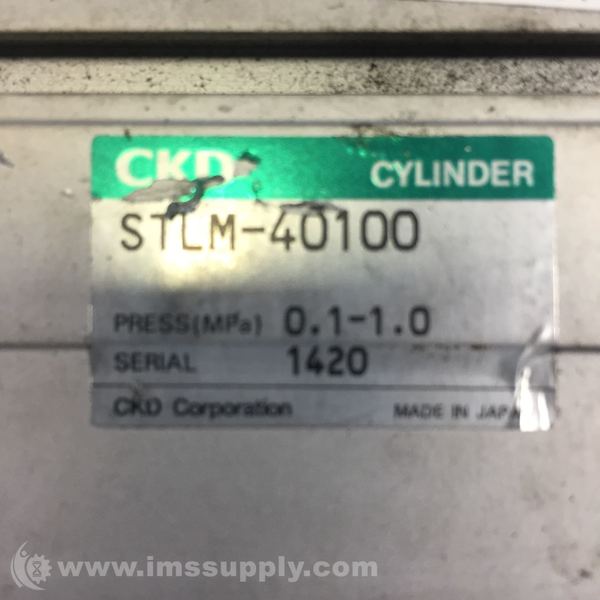 CKD CYLINDER
STLM-40100
PRESS(MPa) 0.1-1.0
SERIAL 1420
CKD Corporation MADE IN JAPA
www.imssupply.com